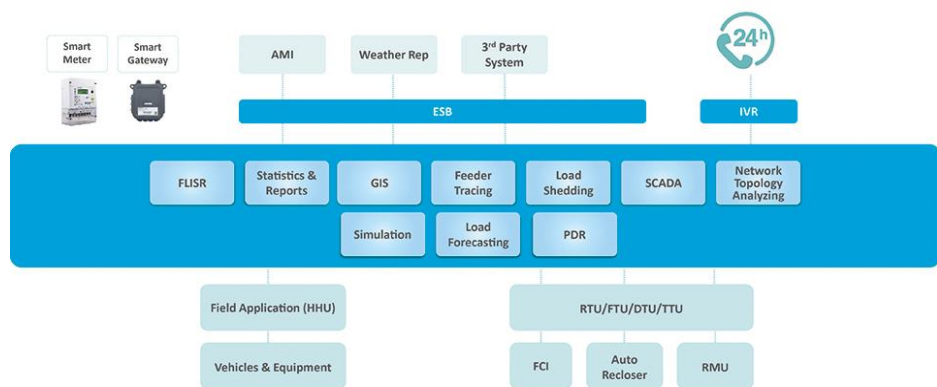 Smart
Meter
Smart
Gateway
AMI
Weather Rep
3rd Party
System
24h
ESB
IVR
FLISR
Statistics &
Reports
GIS
Feeder
Tracing
Load
Shedding
SCADA
Network
Topology
Analyzing
Simulation
Load
Forecasting
PDR
Field Application (HHU)
RTU/FTU/DTU/TTU
Vehicles & Equipment
FCI
Auto
Recloser
RMU